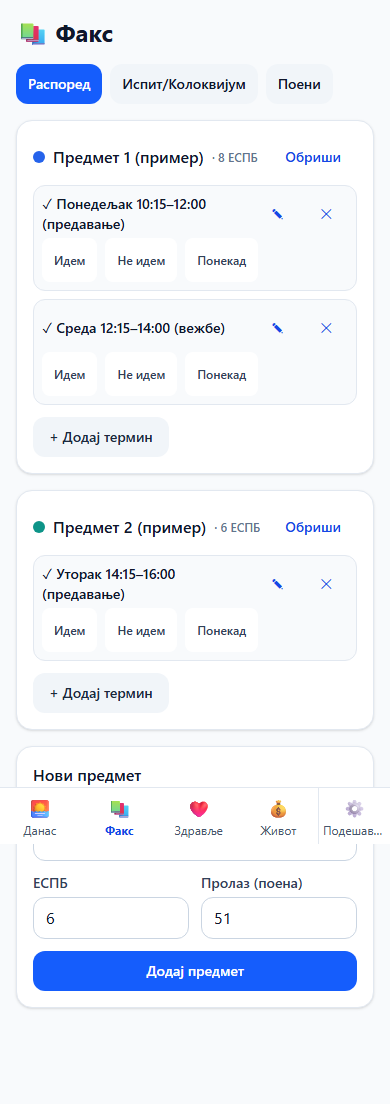 Факс
Распоред
Испит/Колоквијум
Поени
Предмет 1 (пример) · 8 ЕСПБ Обриши
✓ Понедељак 10:15–12:00
(предавање)
Идем Не идем Понекад
✓ Среда 12:15–14:00 (вежбе)
Идем Не идем Понекад
+ Додај термин
Предмет 2 (пример) · 6 ЕСПБ Обриши
✓ Уторак 14:15–16:00
(предавање)
Идем Не идем Понекад
+ Додај термин
Нови предмет
Данас Факс Здравље Живот Подешав...
ЕСПБ Пролаз (поена)
6 51
Додај предмет